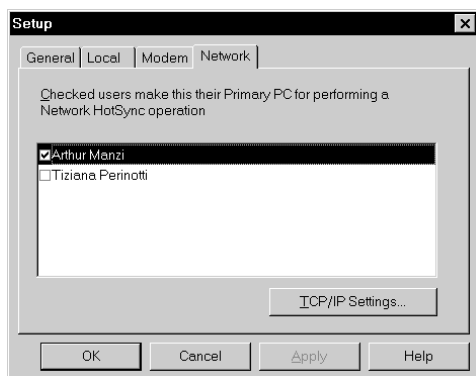 Setup
General
Local
Modem
Network
Checked users make this their Primary PC for performing a
Network HotSync operation
Arthur Manzi
Tiziana Perinotti
TCP/IP Settings...
OK
Cancel
Apply
Help